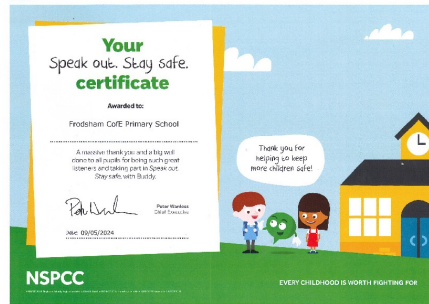 Your
Speak out. Stay safe.
certificate
Awarded to:
Frodsham CofE Primary School
A massive thank you and a big well
done to all pupils for being such great
listeners and taking part in Speak out.
Stay safe. with Buddy.
Peter Wanless
Chief Executive
Date: 09/05/2024
Thank you for
helping to keep
more children safe!
NSPCC
EVERY CHILDHOOD IS WORTH FIGHTING FOR